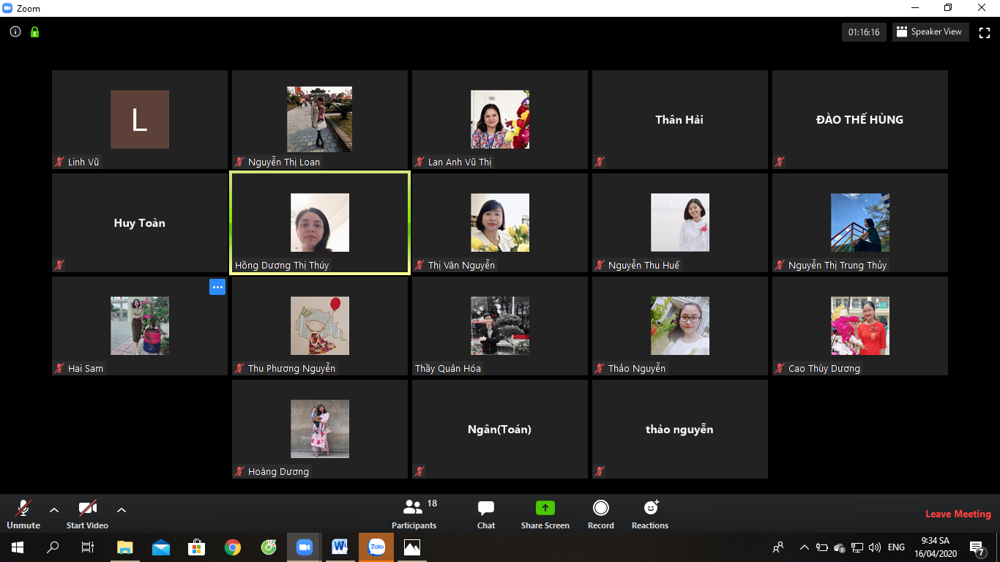 Zoom
01:16:16
Speaker View
L
Linh Vũ
Nguyễn Thị Loan
Lan Anh Vũ Thị
Thân Hải
ĐÀO THẾ HÙNG
Huy Toàn
Hồng Dương Thị Thúy
Thị Vân Nguyễn
Nguyễn Thu Huế
Nguyễn Thị Trung Thủy
Hai Sam
Thu Phương Nguyễn
Thầy Quân Hóa
Thảo Nguyễn
Cao Thùy Dương
Hoàng Dương
Ngân(Toán)
thảo nguyễn
Unmute
Start Video
Participants 18
Chat
Share Screen
Record
Reactions
Leave Meeting
W
Zalo
ENG
9:34 SA
16/04/2020
7